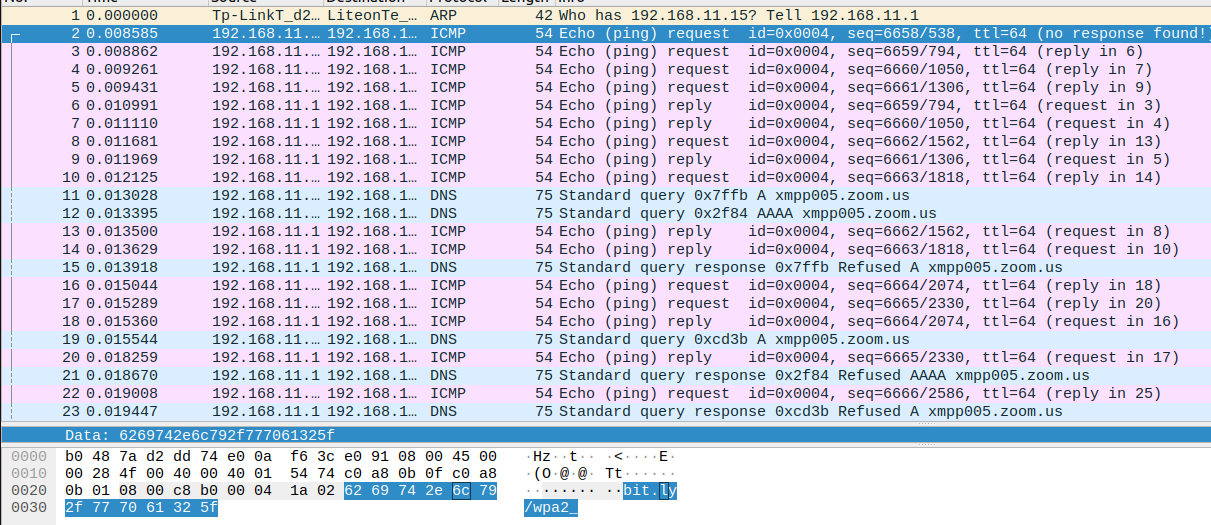 1 0.000000 Tp-LinkT_d2… LiteonTe_… ARP 42 Who has 192.168.11.15? Tell 192.168.11.1
2 0.008585 192.168.11.… 192.168.1… ICMP 54 Echo (ping) request id=0x0004, seq=6658/538, ttl=64 (no response found!)
3 0.008862 192.168.11.… 192.168.1… ICMP 54 Echo (ping) request id=0x0004, seq=6659/794, ttl=64 (reply in 6)
4 0.009261 192.168.11.… 192.168.1… ICMP 54 Echo (ping) request id=0x0004, seq=6660/1050, ttl=64 (reply in 7)
5 0.009431 192.168.11.… 192.168.1… ICMP 54 Echo (ping) request id=0x0004, seq=6661/1306, ttl=64 (reply in 9)
6 0.010991 192.168.11.1 192.168.1… ICMP 54 Echo (ping) reply id=0x0004, seq=6659/794, ttl=64 (request in 3)
7 0.011110 192.168.11.1 192.168.1… ICMP 54 Echo (ping) reply id=0x0004, seq=6660/1050, ttl=64 (request in 4)
8 0.011681 192.168.11.… 192.168.1… ICMP 54 Echo (ping) request id=0x0004, seq=6662/1562, ttl=64 (reply in 13)
9 0.011969 192.168.11.1 192.168.1… ICMP 54 Echo (ping) reply id=0x0004, seq=6661/1306, ttl=64 (request in 5)
10 0.012125 192.168.11.… 192.168.1… ICMP 54 Echo (ping) request id=0x0004, seq=6663/1818, ttl=64 (reply in 14)
11 0.013028 192.168.11.… 192.168.1… DNS 75 Standard query 0x7ffb A xmpp005.zoom.us
12 0.013395 192.168.11.… 192.168.1… DNS 75 Standard query 0x2f84 AAAA xmpp005.zoom.us
13 0.013500 192.168.11.1 192.168.1… ICMP 54 Echo (ping) reply id=0x0004, seq=6662/1562, ttl=64 (request in 8)
14 0.013629 192.168.11.1 192.168.1… ICMP 54 Echo (ping) reply id=0x0004, seq=6663/1818, ttl=64 (request in 10)
15 0.013918 192.168.11.1 192.168.1… DNS 75 Standard query response 0x7ffb Refused A xmpp005.zoom.us
16 0.015044 192.168.11.… 192.168.1… ICMP 54 Echo (ping) request id=0x0004, seq=6664/2074, ttl=64 (reply in 18)
17 0.015289 192.168.11.… 192.168.1… ICMP 54 Echo (ping) request id=0x0004, seq=6665/2330, ttl=64 (reply in 20)
18 0.015360 192.168.11.1 192.168.1… ICMP 54 Echo (ping) reply id=0x0004, seq=6664/2074, ttl=64 (request in 16)
19 0.015544 192.168.11.… 192.168.1… DNS 75 Standard query 0xcd3b A xmpp005.zoom.us
20 0.018259 192.168.11.1 192.168.1… ICMP 54 Echo (ping) reply id=0x0004, seq=6665/2330, ttl=64 (request in 17)
21 0.018670 192.168.11.1 192.168.1… DNS 75 Standard query response 0x2f84 Refused AAAA xmpp005.zoom.us
22 0.019008 192.168.11.… 192.168.1… ICMP 54 Echo (ping) request id=0x0004, seq=6666/2586, ttl=64 (reply in 25)
23 0.019447 192.168.11.1 192.168.1… DNS 75 Standard query response 0xcd3b Refused A xmpp005.zoom.us
Data: 6269742e6c792f777061325f
0000 b0 48 7a d2 dd 74 e0 0a f6 3c e0 91 08 00 45 00 ·Hz··t·· ·<····E·
0010 00 28 4f 00 40 00 40 01 54 74 c0 a8 0b 0f c0 a8 ·(O·@·@· Tt······
0020 0b 01 08 00 c8 b0 00 04 1a 02 62 69 74 2e 6c 79 ········ ··bit.ly
0030 2f 77 70 61 32 5f /wpa2_